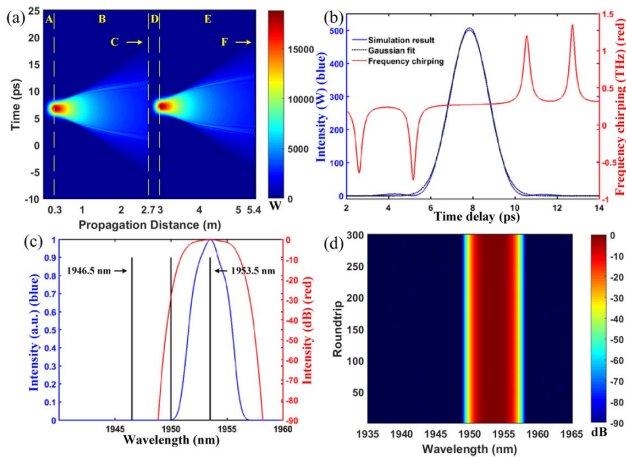 (a)
A B D E
C →
F →
Time (ps)
25
20
15
10
5
0
-5
-10
0.3 1 2 2.7 3 4 5 5.4
Propagation Distance (m)
15000
10000
5000
0
W
(b)
Simulation result
Gaussian fit
Frequency chirping
Intensity (W) (blue)
500
400
300
200
100
0
2 4 6 8 10 12 14
Time delay (ps)
1.5
1
0.5
0
-0.5
-1
Frequency chirping (THz) (red)
(c)
1946.5 nm → ← 1953.5 nm
Intensity (a.u.) (blue)
1
0.9
0.8
0.7
0.6
0.5
0.4
0.3
0.2
0.1
0
1945 1950 1955 1960
Wavelength (nm)
0
-10
-20
-30
-40
-50
-60
-70
-80
-90
Intensity (dB) (red)
(d)
Roundtrip
300
250
200
150
100
50
1935 1940 1945 1950 1955 1960 1965
Wavelength (nm)
0
-10
-20
-30
-40
-50
-60
-70
-80
-90
dB